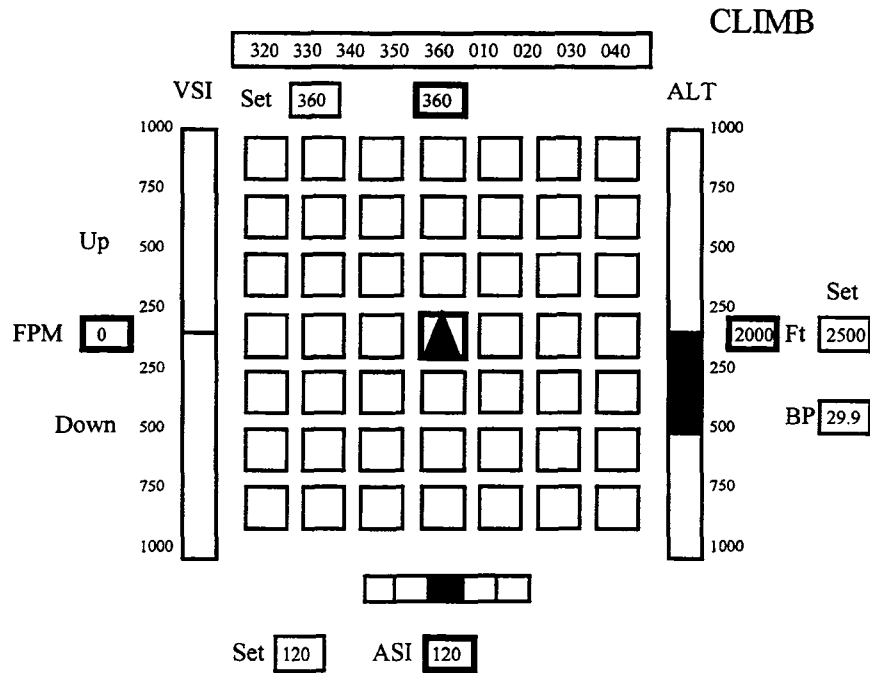 CLIMB
320 330 340 350 360 010 020 030 040
VSI Set 360 360 ALT
1000 1000
750 750
Up
500 500
Set
250 250
FPM 0 2000 Ft 2500
250 250
Down BP 29.9
500 500
750 750
1000 1000
Set 120 ASI 120